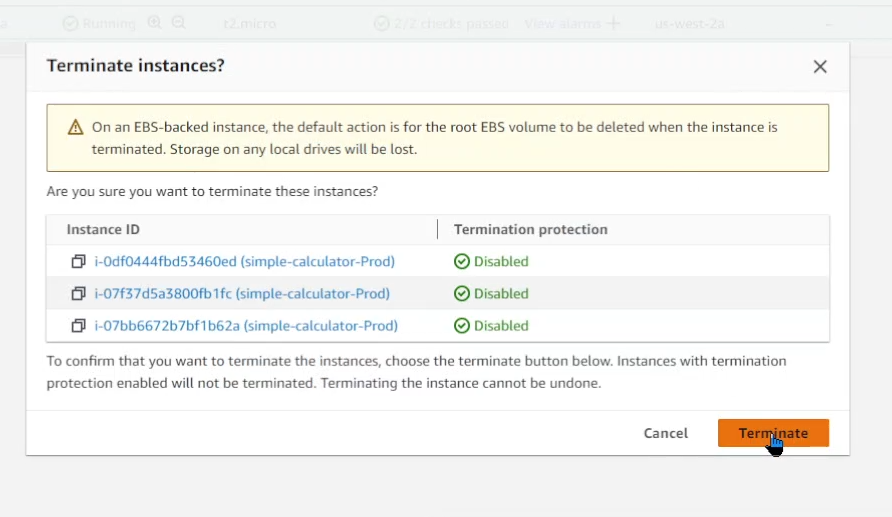 Running t2.micro 2/2 checks passed View alarms us-west-2a
Terminate instances?
On an EBS-backed instance, the default action is for the root EBS volume to be deleted when the instance is
terminated. Storage on any local drives will be lost.
Are you sure you want to terminate these instances?
Instance ID Termination protection
i-0df0444fbd53460ed (simple-calculator-Prod) Disabled
i-07f37d5a3800fb1fc (simple-calculator-Prod) Disabled
i-07bb6672b7bf1b62a (simple-calculator-Prod) Disabled
To confirm that you want to terminate the instances, choose the terminate button below. Instances with termination
protection enabled will not be terminated. Terminating the instance cannot be undone.
Cancel Terminate